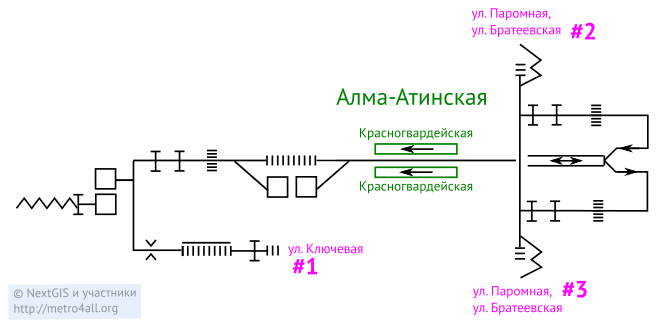 ул. Паромная,
ул. Братеевская #2
Алма-Атинская
Красногвардейская
Красногвардейская
ул. Ключевая
#1
ул. Паромная, #3
ул. Братеевская
© NextGIS и участники
http://metro4all.org